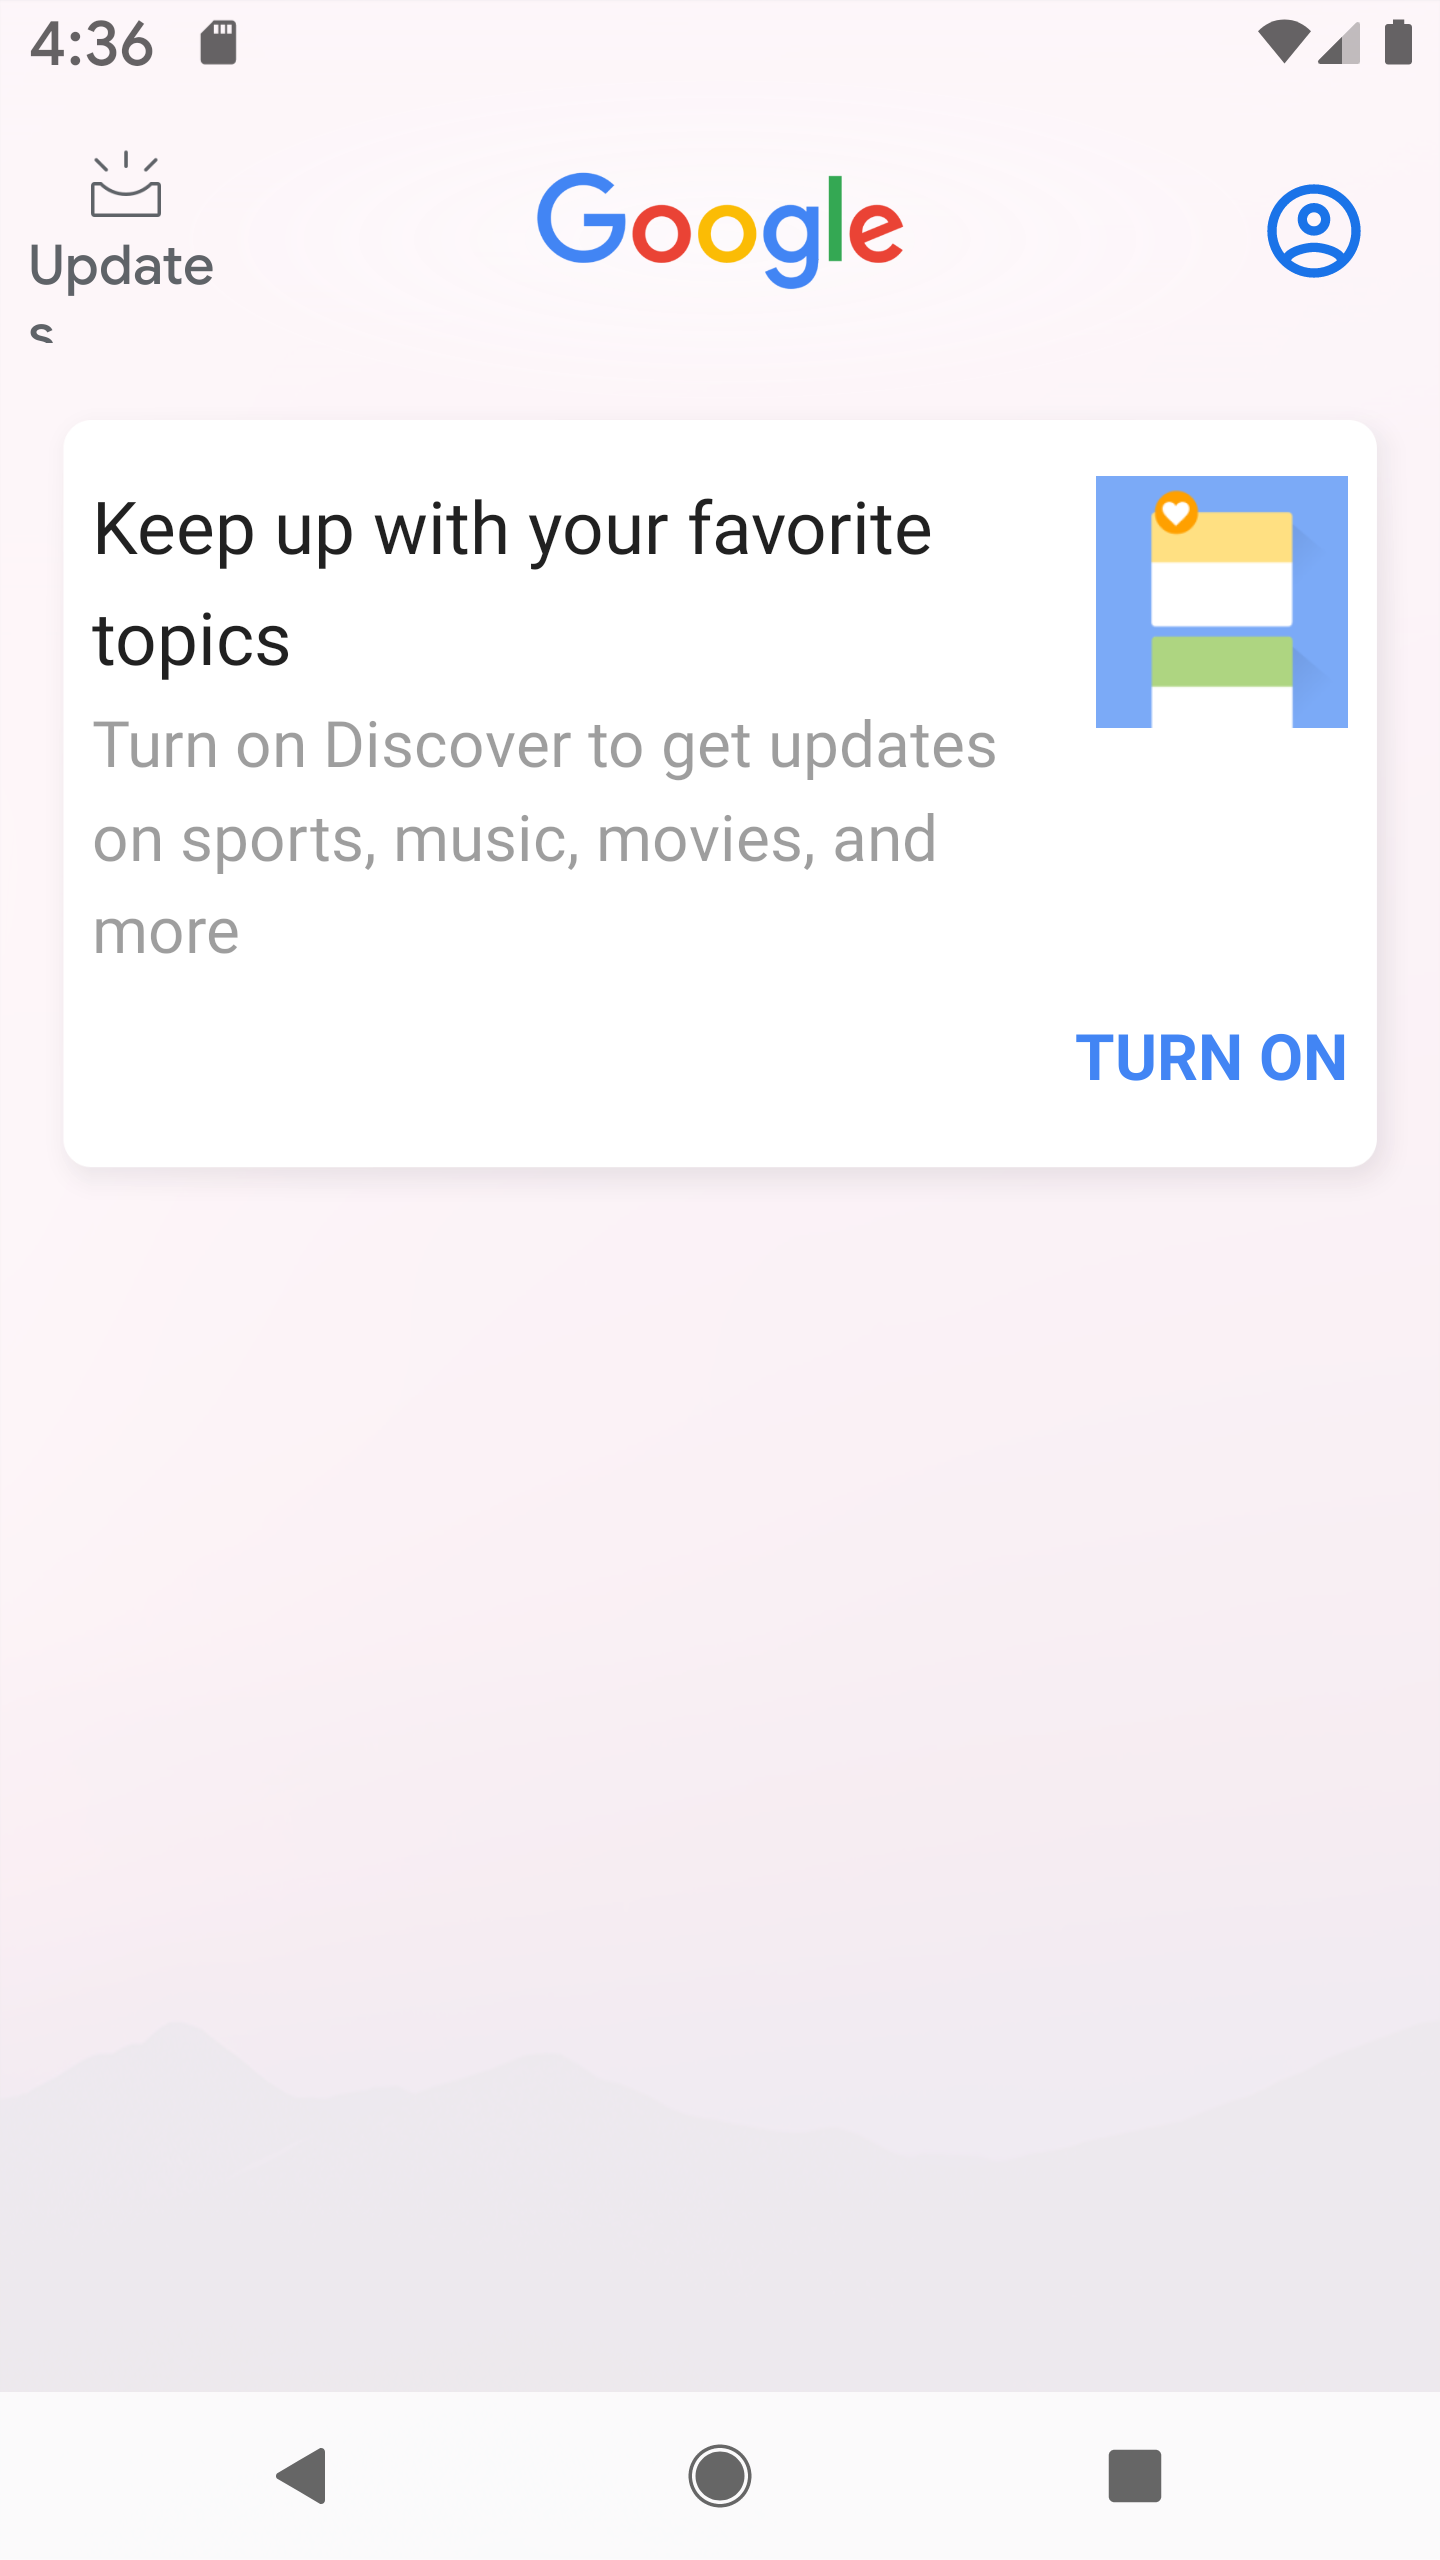 4:36
Update
s
Google
Keep up with your favorite
topics
Turn on Discover to get updates
on sports, music, movies, and
more
TURN ON